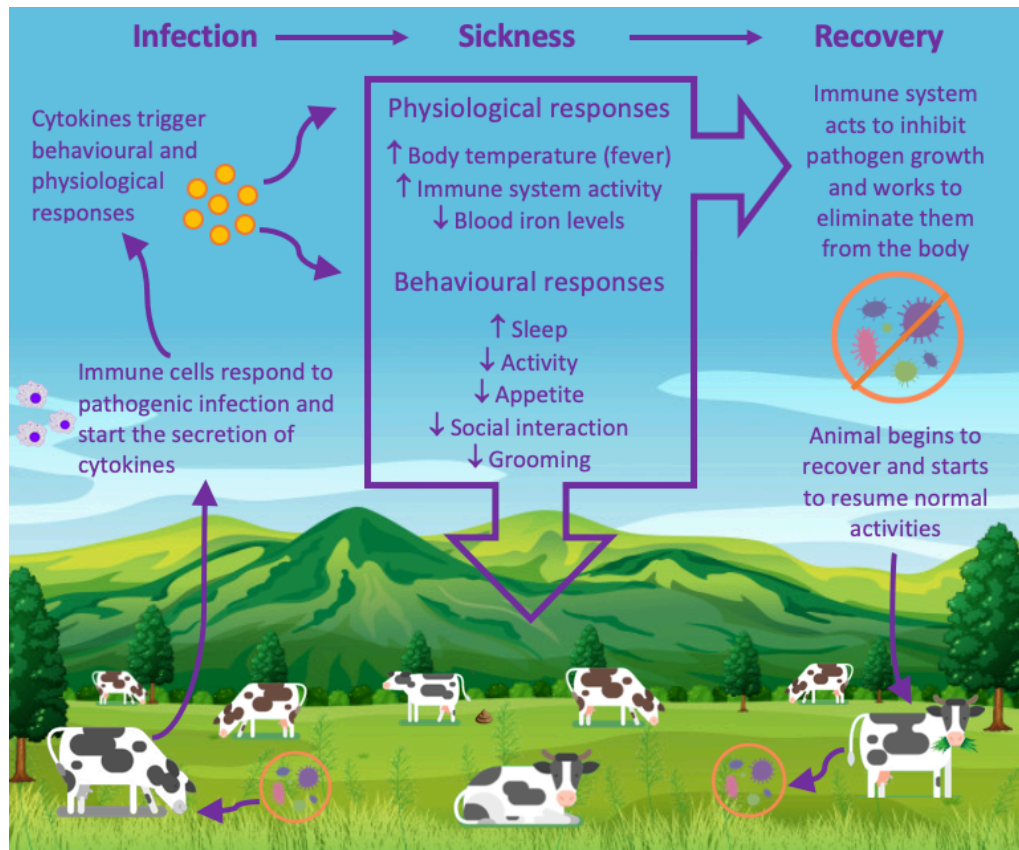 Infection
Sickness
Recovery
Cytokines trigger
behavioural and
physiological
responses
Immune cells respond to
pathogenic infection and
start the secretion of
cytokines
Physiological responses
↑ Body temperature (fever)
↑ Immune system activity
↓ Blood iron levels
Behavioural responses
↑ Sleep
↓ Activity
↓ Appetite
↓ Social interaction
↓ Grooming
Immune system
acts to inhibit
pathogen growth
and works to
eliminate them
from the body
Animal begins to
recover and starts
to resume normal
activities